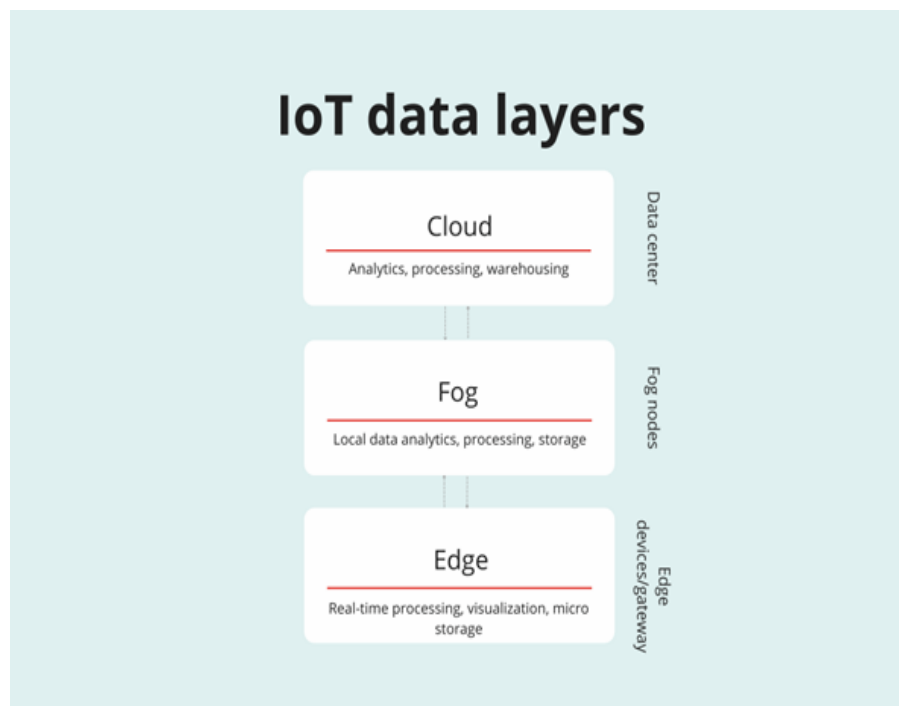 IoT data layers
Cloud
Analytics, processing, warehousing
Data center
Fog
Local data analytics, processing, storage
Fog nodes
Edge
Real-time processing, visualization, micro
storage
Edge
devices/gateway